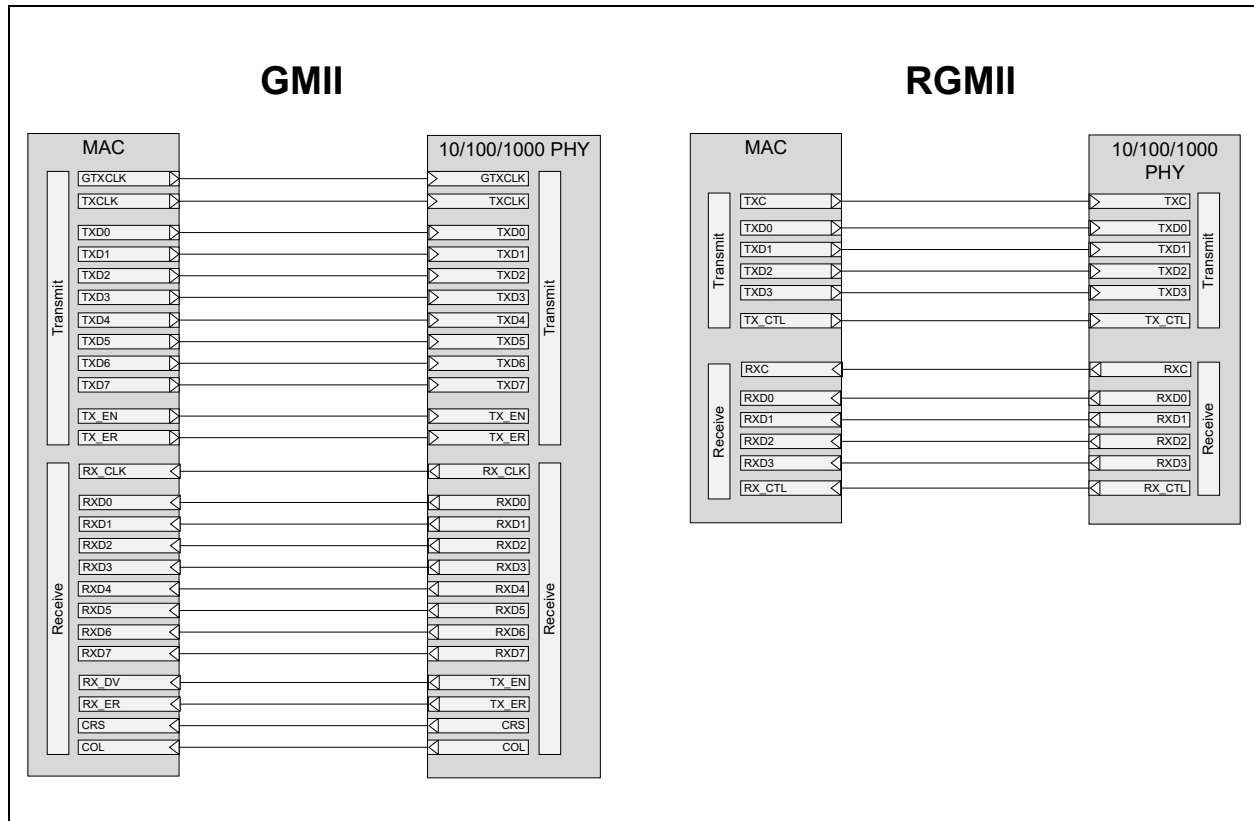 GMII
MAC
10/100/1000 PHY
Transmit
GTXCLK
GTXCLK
Transmit
TXCLK
TXCLK
TXD0
TXD0
TXD1
TXD1
TXD2
TXD2
TXD3
TXD3
TXD4
TXD4
TXD5
TXD5
TXD6
TXD6
TXD7
TXD7
TX_EN
TX_EN
TX_ER
TX_ER
Receive
RX_CLK
RX_CLK
Receive
RXD0
RXD0
RXD1
RXD1
RXD2
RXD2
RXD3
RXD3
RXD4
RXD4
RXD5
RXD5
RXD6
RXD6
RXD7
RXD7
RX_DV
TX_EN
RX_ER
TX_ER
CRS
CRS
COL
COL
RGMII
MAC
10/100/1000
PHY
Transmit
TXC
TXC
Transmit
TXD0
TXD0
TXD1
TXD1
TXD2
TXD2
TXD3
TXD3
TX_CTL
TX_CTL
Receive
RXC
RXC
Receive
RXD0
RXD0
RXD1
RXD1
RXD2
RXD2
RXD3
RXD3
RX_CTL
RX_CTL